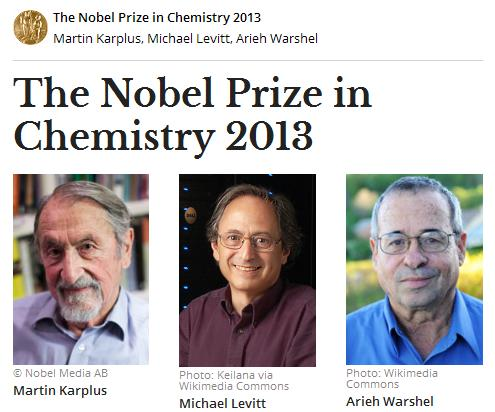 The Nobel Prize in Chemistry 2013
Martin Karplus, Michael Levitt, Arieh Warshel
The Nobel Prize in
Chemistry 2013
© Nobel Media AB
Martin Karplus
Photo: Keilana via
Wikimedia Commons
Michael Levitt
Photo: Wikimedia
Commons
Arieh Warshel